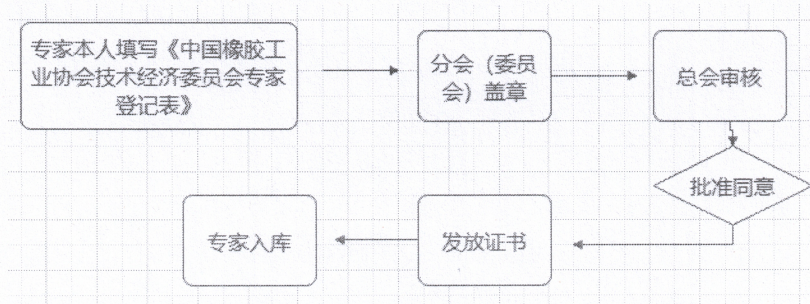 专家本人填写《中国橡胶工
业协会技术经济委员会专家
登记表》
分会（委员
会）盖章
总会审核
批准同意
发放证书
专家入库